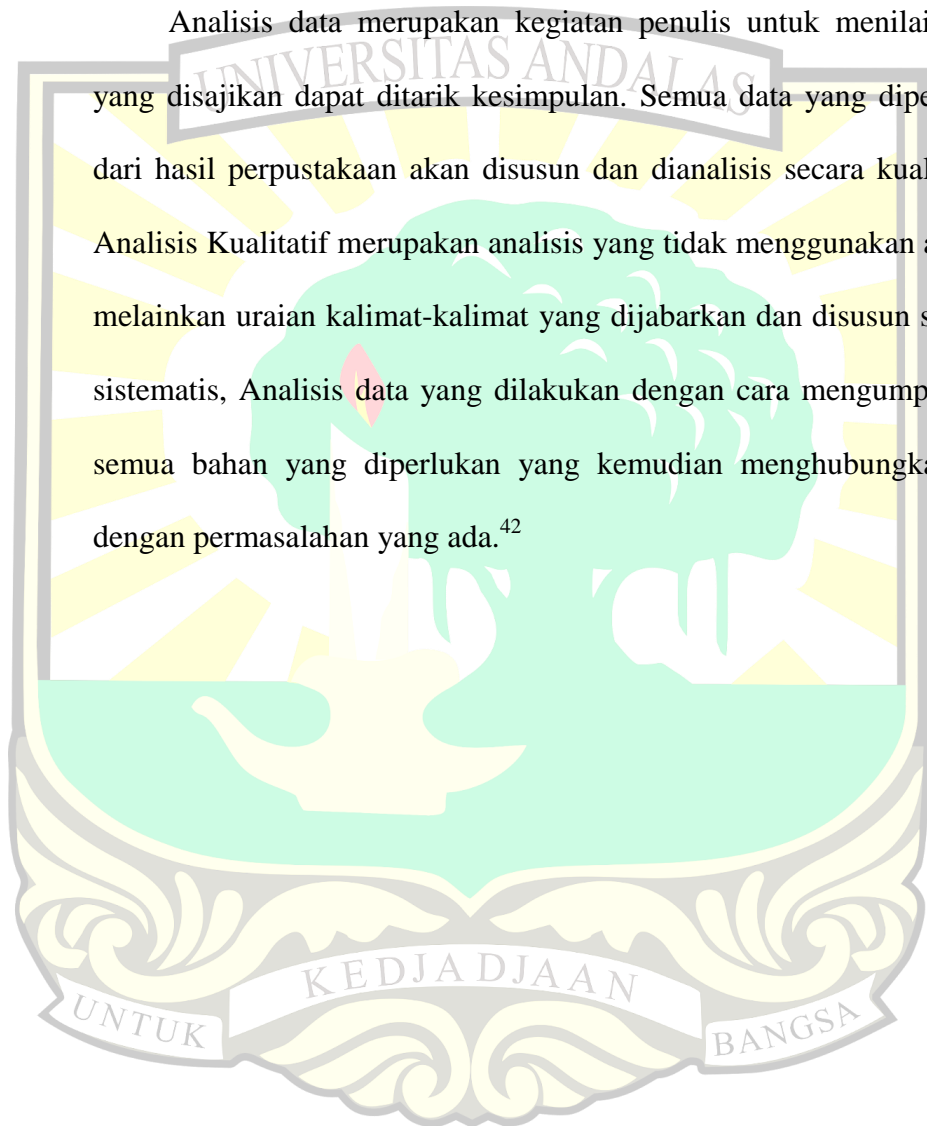 Analisis data merupakan kegiatan penulis untuk menilai
UNIVERSITAS ANDALAS
yang disajikan dapat ditarik kesimpulan. Semua data yang dipe
dari hasil perpustakaan akan disusun dan dianalisis secara kual
Analisis Kualitatif merupakan analisis yang tidak menggunakan a
melainkan uraian kalimat-kalimat yang dijabarkan dan disusun s
sistematis, Analisis data yang dilakukan dengan cara mengump
semua bahan yang diperlukan yang kemudian menghubungka
dengan permasalahan yang ada.42
UNTUK KEDJADJAAN BANGSA